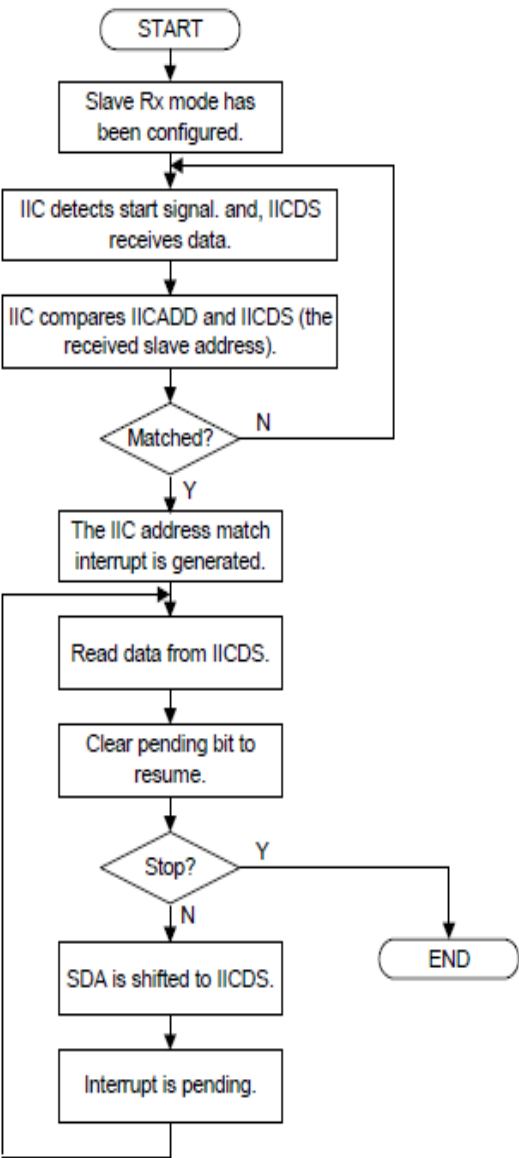 START
Slave Rx mode has
been configured.
IIC detects start signal. and, IICDS
receives data.
IIC compares IICADD and IICDS (the
received slave address).
Matched?
N
Y
The IIC address match
interrupt is generated.
Read data from IICDS.
Clear pending bit to
resume.
Stop?
Y
N
END
SDA is shifted to IICDS.
Interrupt is pending.